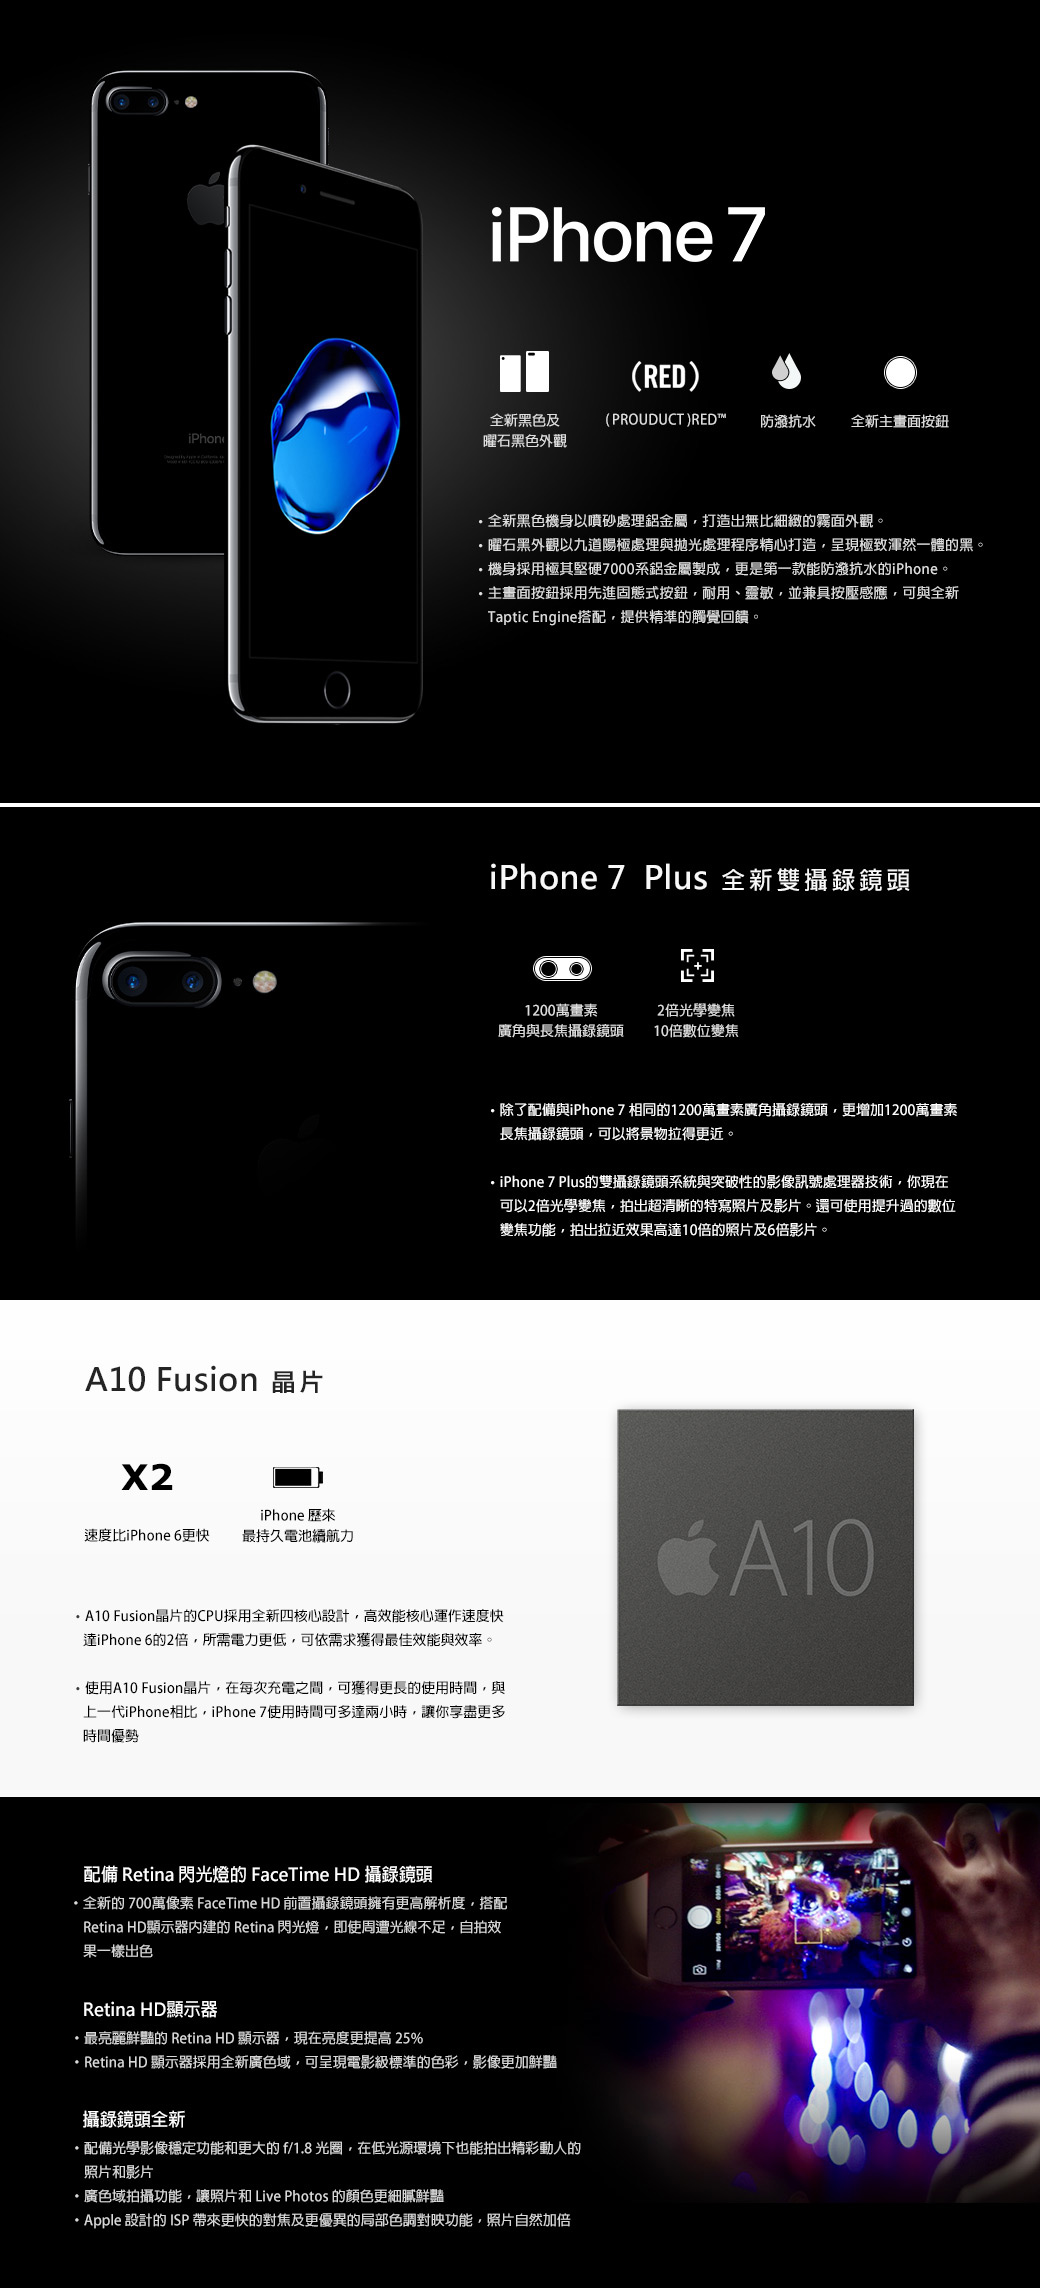 iPhone 7
(RED)
全新黑色及
曜石黑色外觀
(PROUDUCT)RED™
防潑抗水
全新主畫面按鈕
iPhon
・全新黑色機身以噴砂處理鋁金屬，打造出無比細緻的霧面外觀。
・曜石黑外觀以九道陽極處理與拋光處理程序精心打造，呈現極致渾然一體的黑。
・機身採用極其堅硬7000系鋁金屬製成，更是第一款能防潑抗水的iPhone。
・主畫面按鈕採用先進固態式按鈕，耐用、靈敏，並兼具按壓感應，可與全新
Taptic Engine搭配，提供精準的觸覺回饋。
iPhone 7 Plus 全新雙攝錄鏡頭
1200萬畫素
廣角與長焦攝錄鏡頭
2倍光學變焦
10倍數位變焦
・除了配備與iPhone 7 相同的1200萬畫素廣角攝錄鏡頭，更增加1200萬畫素
長焦攝錄鏡頭，可以將景物拉得更近。
・iPhone 7 Plus的雙攝錄鏡頭系統與突破性的影像訊號處理器技術，你現在
可以2倍光學變焦，拍出超清晰的特寫照片及影片。還可使用提升過的數位
變焦功能，拍出拉近效果高達10倍的照片及6倍影片。
A10 Fusion 晶片
X2
速度比iPhone 6更快
iPhone 歷來
最持久電池續航力
A10
・A10 Fusion晶片的CPU採用全新四核心設計，高效能核心運作速度快
達iPhone 6的2倍，所需電力更低，可依需求獲得最佳效能與效率。
・使用A10 Fusion晶片，在每次充電之間，可獲得更長的使用時間，與
上一代iPhone相比，iPhone 7使用時間可多達兩小時，讓你享盡更多
時間優勢
配備 Retina 閃光燈的 FaceTime HD 攝錄鏡頭
・全新的 700萬像素 FaceTime HD 前置攝錄鏡頭擁有更高解析度，搭配
Retina HD顯示器內建的 Retina 閃光燈，即使周遭光線不足，自拍效
果一樣出色
Retina HD顯示器
・最亮麗鮮豔的 Retina HD 顯示器，現在亮度更提高 25%
・Retina HD 顯示器採用全新廣色域，可呈現電影級標準的色彩，影像更加鮮豔
攝錄鏡頭全新
・配備光學影像穩定功能和更大的 f/1.8 光圈，在低光源環境下也能拍出精彩動人的
照片和影片
・廣色域拍攝功能，讓照片和 Live Photos 的顏色更細膩鮮豔
・Apple 設計的 ISP 帶來更快的對焦及更優異的局部色調對映功能，照片自然加倍